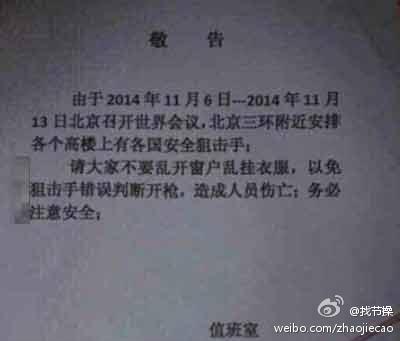 敬 告
由于2014年11月6日---2014年11月
13日北京召开世界会议，北京三环附近安排
各个高楼上有各国安全狙击手；
请大家不要乱开窗户乱挂衣服，以免
狙击手错误判断开枪，造成人员伤亡；务必
注意安全；
值班室
@找节操
weibo.com/zhaojiecao